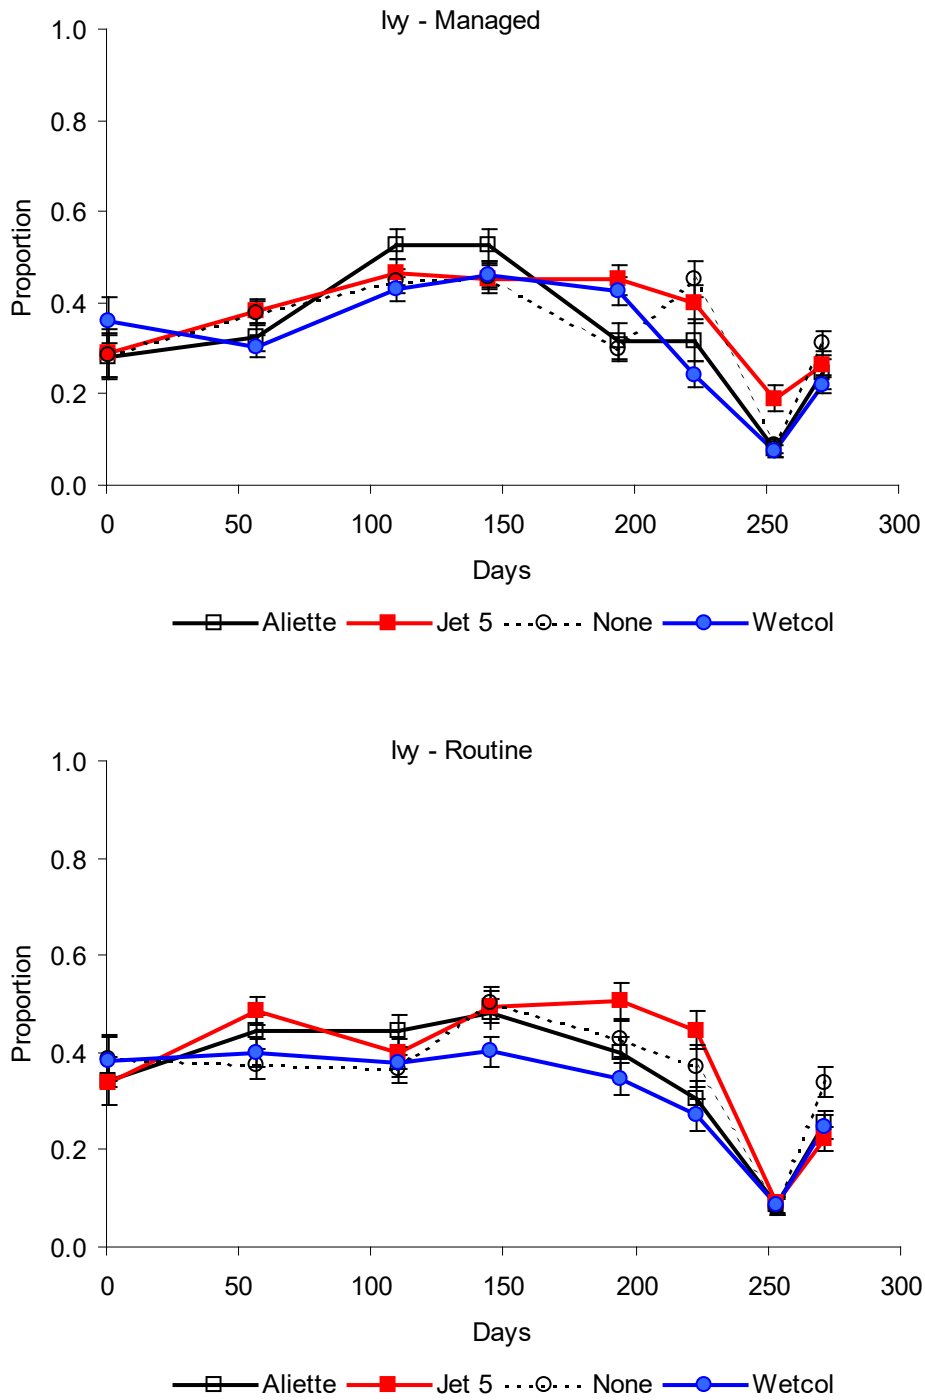 Ivy - Managed
1.0
0.8
0.6
0.4
0.2
0.0
Proportion
0 50 100 150 200 250 300
Days
Aliette Jet 5 None Wetcol
Ivy - Routine
1.0
0.8
0.6
0.4
0.2
0.0
Proportion
0 50 100 150 200 250 300
Days
Aliette Jet 5 None Wetcol